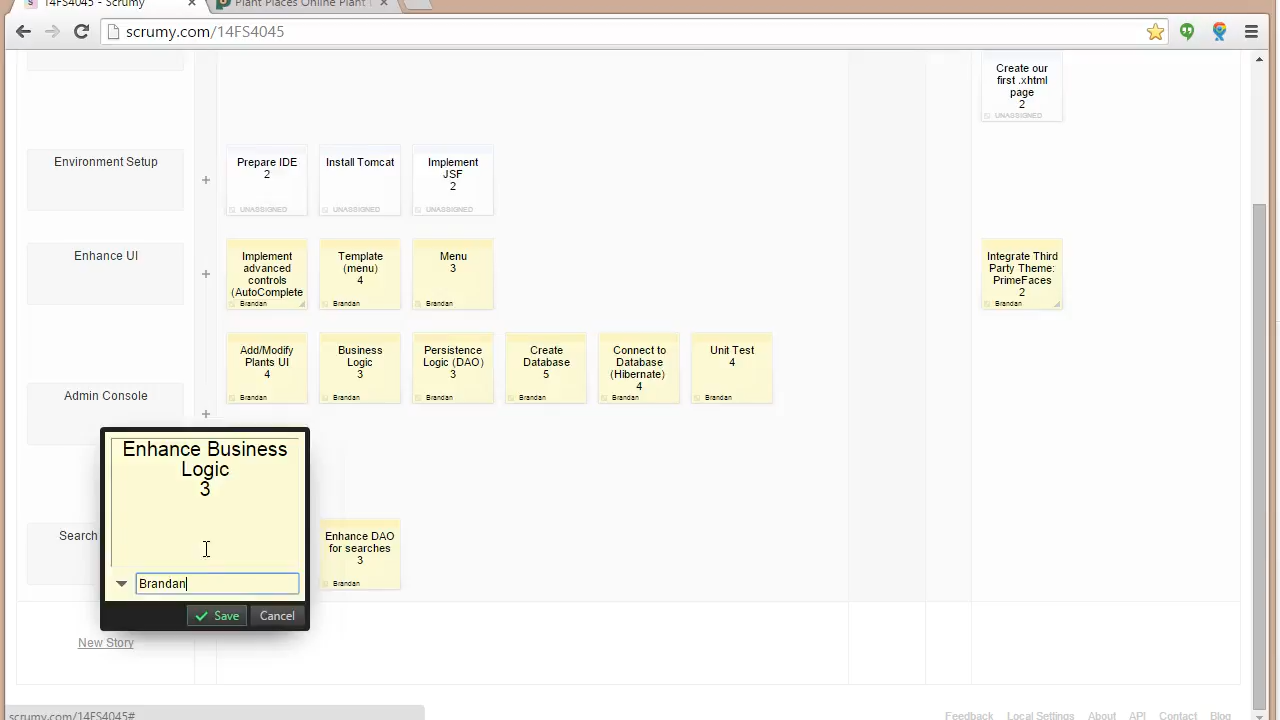 14FS4045 - Scrumy
Plant Places Online Plant
scrumy.com/14FS4045
Create our
first .xhtml
page
2
UNASSIGNED
Environment Setup
+
Prepare IDE
2
UNASSIGNED
Install Tomcat
UNASSIGNED
Implement
JSF
2
UNASSIGNED
Enhance UI
+
Implement
advanced
controls
(AutoComplete
Brandan
Template
(menu)
4
Brandan
Menu
3
Brandan
Integrate Third
Party Theme:
PrimeFaces
2
Brandan
Admin Console
+
Add/Modify
Plants UI
4
Brandan
Business
Logic
3
Brandan
Persistence
Logic (DAO)
3
Brandan
Create
Database
5
Brandan
Connect to
Database
(Hibernate)
4
Brandan
Unit Test
4
Brandan
Search
Enhance Business
Logic
3
Brandan
Save
Cancel
Enhance DAO
for searches
3
Brandan
New Story
scrumy.com/14FS4045#
Feedback
Local Settings
About
API
Contact
Blog